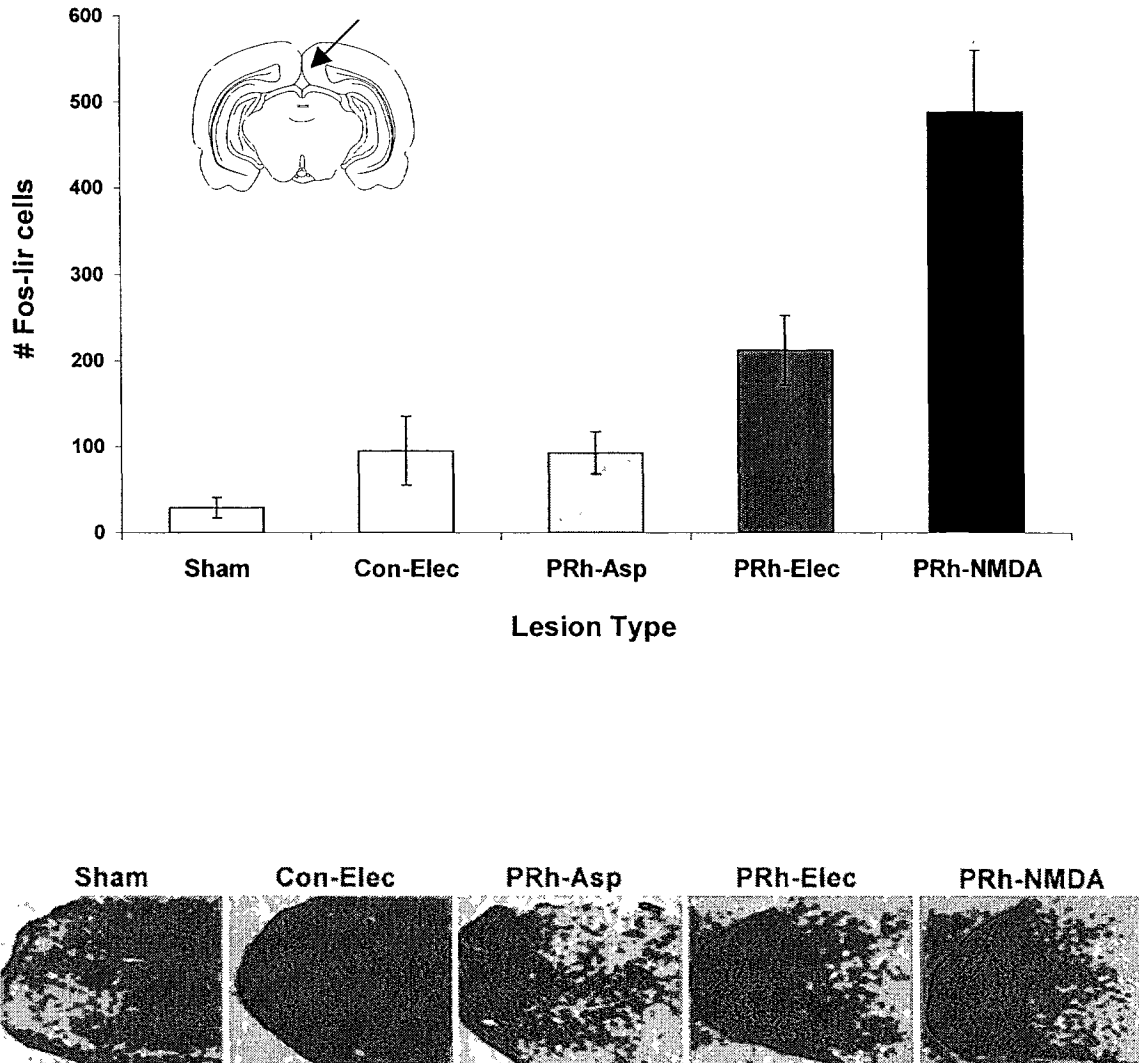 600
500
400
300
200
100
0
# Fos-lir cells
Sham Con-Elec PRh-Asp PRh-Elec PRh-NMDA
Lesion Type
Sham Con-Elec PRh-Asp PRh-Elec PRh-NMDA